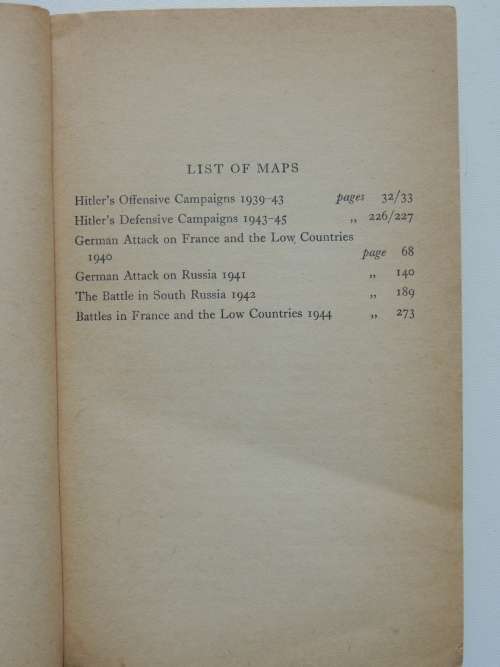 LIST OF MAPS
Hitler's Offensive Campaigns 1939–43 pages 32/33
Hitler's Defensive Campaigns 1943–45 ,, 226/227
German Attack on France and the Low Countries
1940 page 68
German Attack on Russia 1941 ,, 140
The Battle in South Russia 1942 ,, 189
Battles in France and the Low Countries 1944 ,, 273